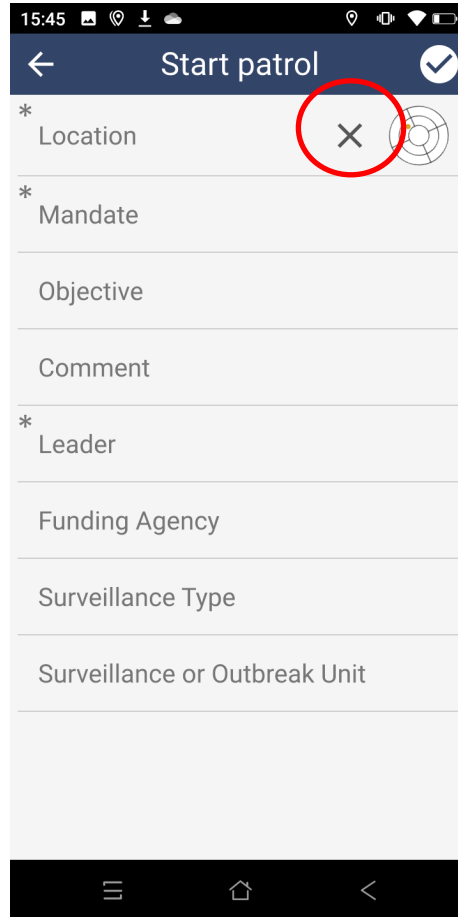 15:45
Start patrol
* Location
* Mandate
Objective
Comment
* Leader
Funding Agency
Surveillance Type
Surveillance or Outbreak Unit